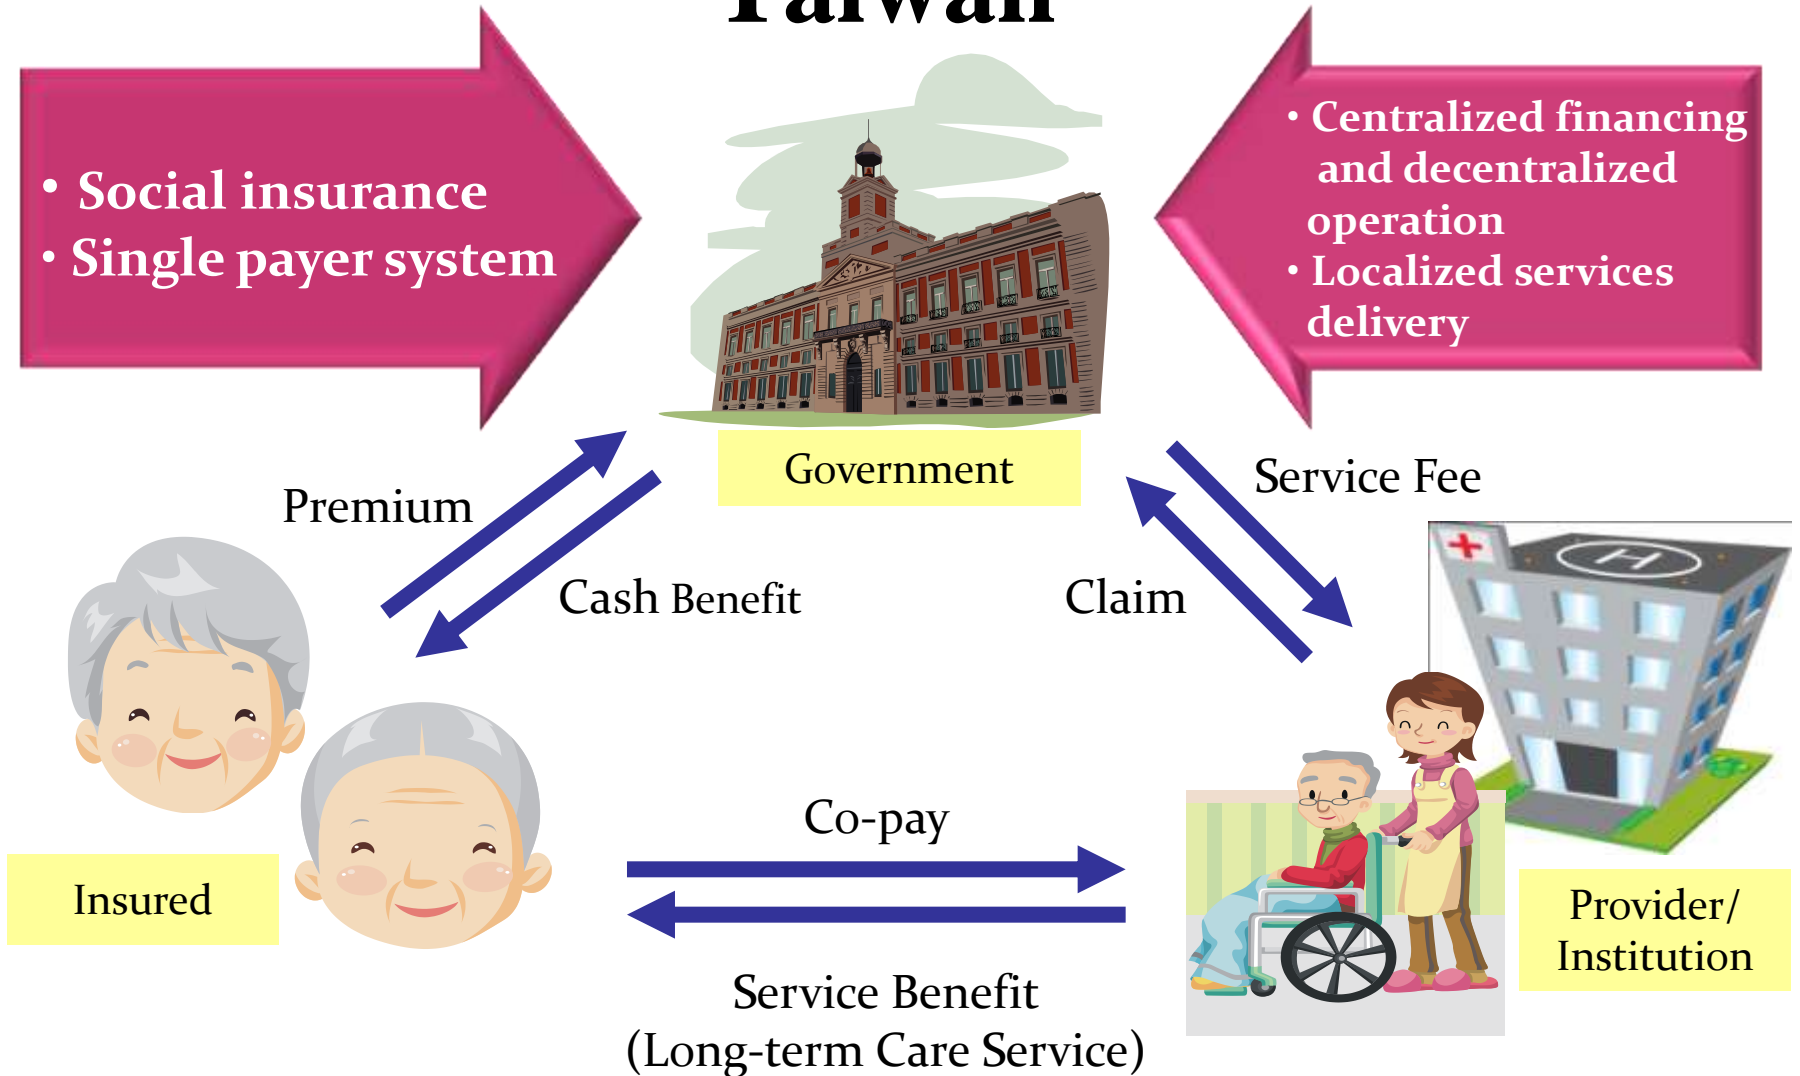 Taiwan
• Social insurance
• Single payer system
• Centralized financing
and decentralized
operation
• Localized services
delivery
Government
Premium
Cash Benefit
Service Fee
Claim
H
Co-pay
Insured
Provider/
Institution
Service Benefit
(Long-term Care Service)